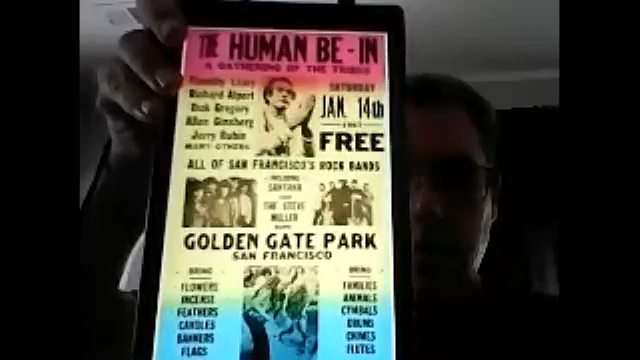 THE HUMAN BE-IN
A GATHERING OF THE TRIBES
Timothy Leary
Richard Alpert
Dick Gregory
Allen Ginsberg
Jerry Rubin
MANY OTHERS
SATURDAY
JAN. 14th
1967
FREE
ALL OF SAN FRANCISCO'S ROCK BANDS
INCLUDING
SANTANA
THE STEVE
MILLER
BAND
GOLDEN GATE PARK
SAN FRANCISCO
BRING
FLOWERS
INCENSE
FEATHERS
CANDLES
BANNERS
FLAGS
BRING
FAMILIES
ANIMALS
CYMBALS
DRUMS
CHIMES
FLUTES